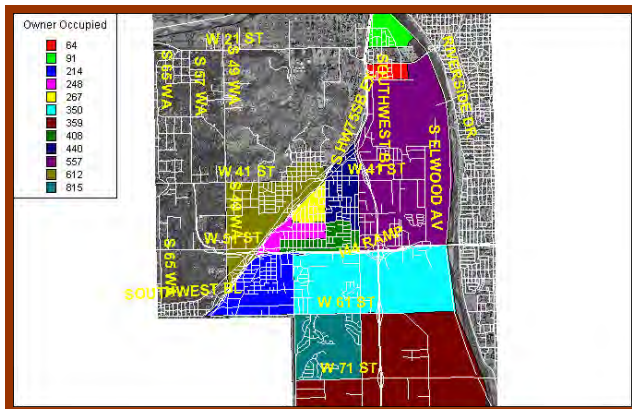 Owner Occupied
64
91
214
248
267
350
359
408
440
557
612
815
W 21 ST
S 65 WA
S 57 WA
S 49 WA
RIVERSIDE DR
S HWY75SB
SOUTHWEST BL
S ELWOOD AV
W 41 ST
W 41 ST
W 51 ST
S 65 WA
SOUTHWEST BL
W 61 ST
W 71 ST